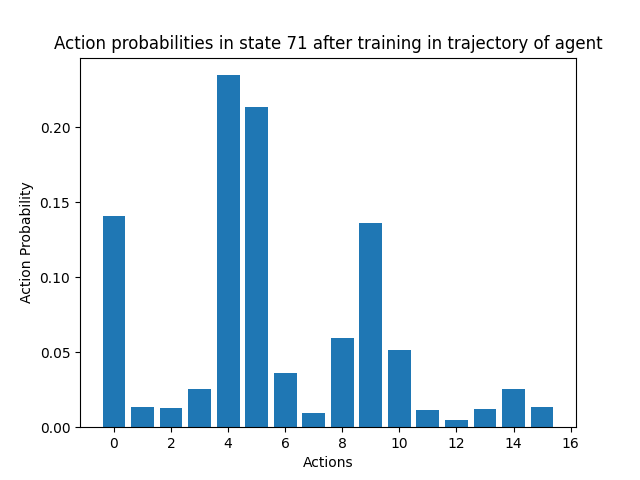 Action probabilities in state 71 after training in trajectory of agent
0.20
0.15
0.10
0.05
0.00
Action Probability
0 2 4 6 8 10 12 14 16
Actions